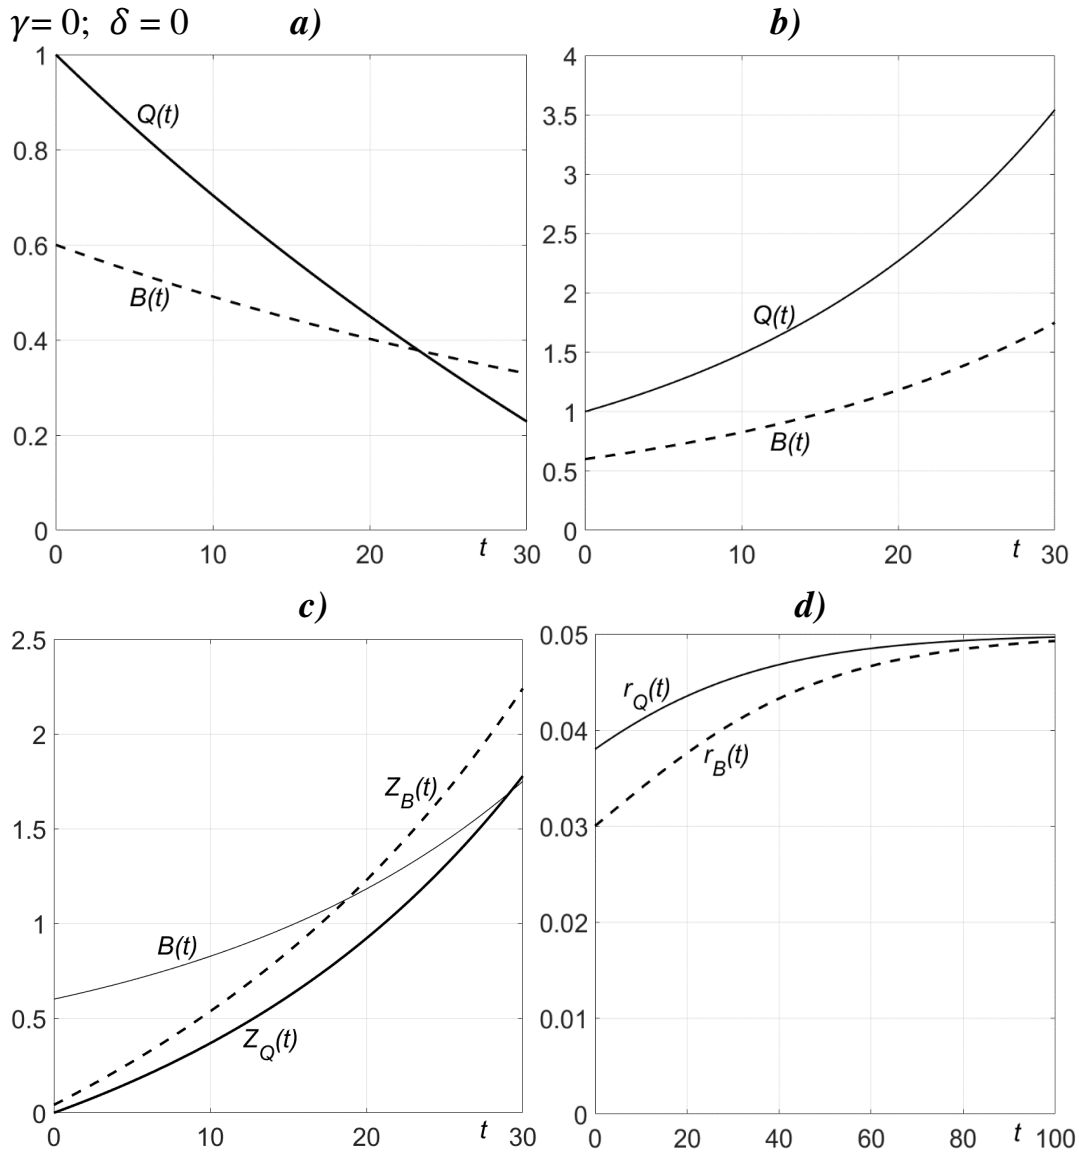 γ= 0; δ = 0 a) b)
1
0.8
0.6
0.4
0.2
0
0 10 20 t 30
Q(t)
B(t)
4
3.5
3
2.5
2
1.5
1
0.5
0
0 10 20 t 30
Q(t)
B(t)
c) d)
2.5
2
1.5
1
0.5
0
0 10 20 t 30
Z_B(t)
B(t)
Z_Q(t)
0.05
0.04
0.03
0.02
0.01
0
0 20 40 60 80 t 100
r_Q(t)
r_B(t)